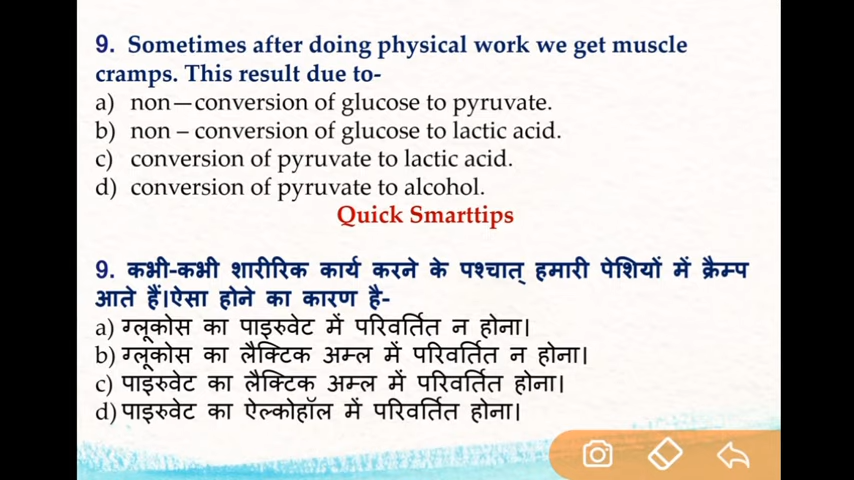 9. Sometimes after doing physical work we get muscle
cramps. This result due to-
a) non—conversion of glucose to pyruvate.
b) non – conversion of glucose to lactic acid.
c) conversion of pyruvate to lactic acid.
d) conversion of pyruvate to alcohol.
Quick Smarttips
9. कभी-कभी शारीरिक कार्य करने के पश्चात् हमारी पेशियों में क्रैम्प
आते हैं।ऐसा होने का कारण है-
a) ग्लूकोस का पाइरुवेट में परिवर्तित न होना।
b) ग्लूकोस का लैक्टिक अम्ल में परिवर्तित न होना।
c) पाइरुवेट का लैक्टिक अम्ल में परिवर्तित होना।
d) पाइरुवेट का ऐल्कोहॉल में परिवर्तित होना।